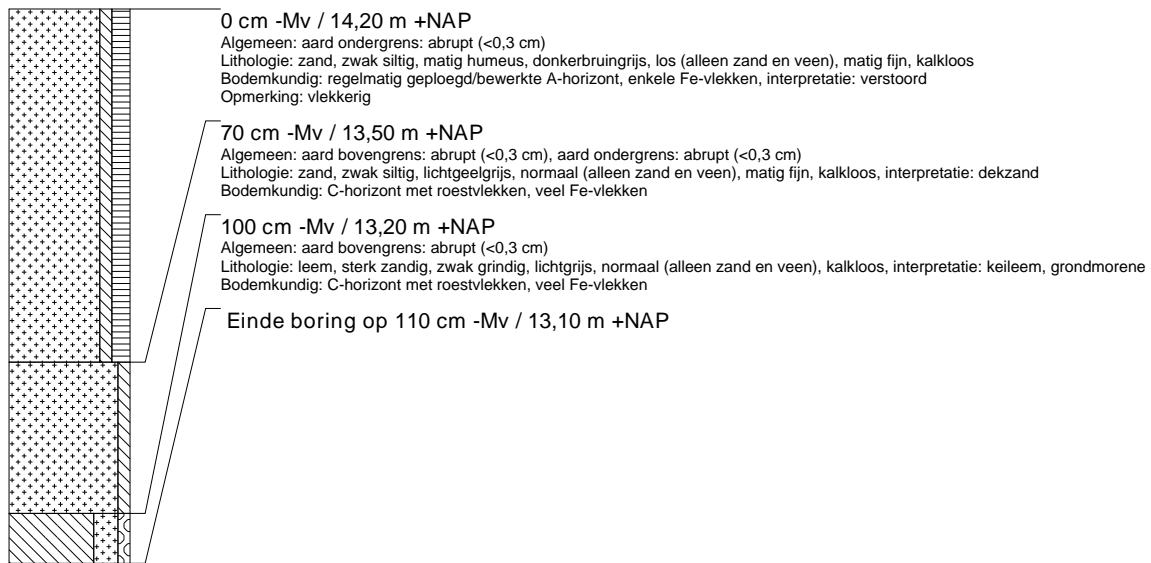 0 cm -Mv / 14,20 m +NAP
Algemeen: aard ondergrens: abrupt (<0,3 cm)
Lithologie: zand, zwak siltig, matig humeus, donkerbruingrijs, los (alleen zand en veen), matig fijn, kalkloos
Bodemkundig: regelmatig geploegd/bewerkte A-horizont, enkele Fe-vlekken, interpretatie: verstoord
Opmerking: vlekkerig
70 cm -Mv / 13,50 m +NAP
Algemeen: aard bovengrens: abrupt (<0,3 cm), aard ondergrens: abrupt (<0,3 cm)
Lithologie: zand, zwak siltig, lichtgeelgrijs, normaal (alleen zand en veen), matig fijn, kalkloos, interpretatie: dekzand
Bodemkundig: C-horizont met roestvlekken, veel Fe-vlekken
100 cm -Mv / 13,20 m +NAP
Algemeen: aard bovengrens: abrupt (<0,3 cm)
Lithologie: leem, sterk zandig, zwak grindig, lichtgrijs, normaal (alleen zand en veen), kalkloos, interpretatie: keileem, grondmorene
Bodemkundig: C-horizont met roestvlekken, veel Fe-vlekken
Einde boring op 110 cm -Mv / 13,10 m +NAP